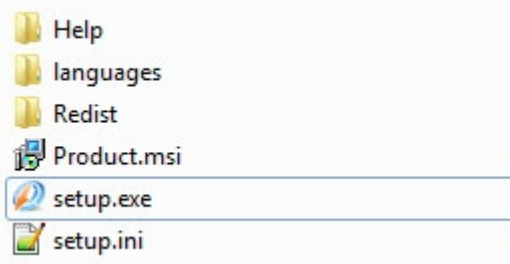 Help
languages
Redist
Product.msi
setup.exe
setup.ini